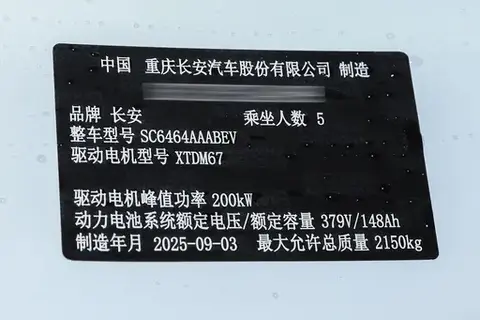 中国 重庆长安汽车股份有限公司 制造
品牌 长安 乘坐人数 5
整车型号 SC6464AAABEV
驱动电机型号 XTDM67
驱动电机峰值功率 200kW
动力电池系统额定电压/额定容量 379V/148Ah
制造年月 2025-09-03 最大允许总质量 2150kg